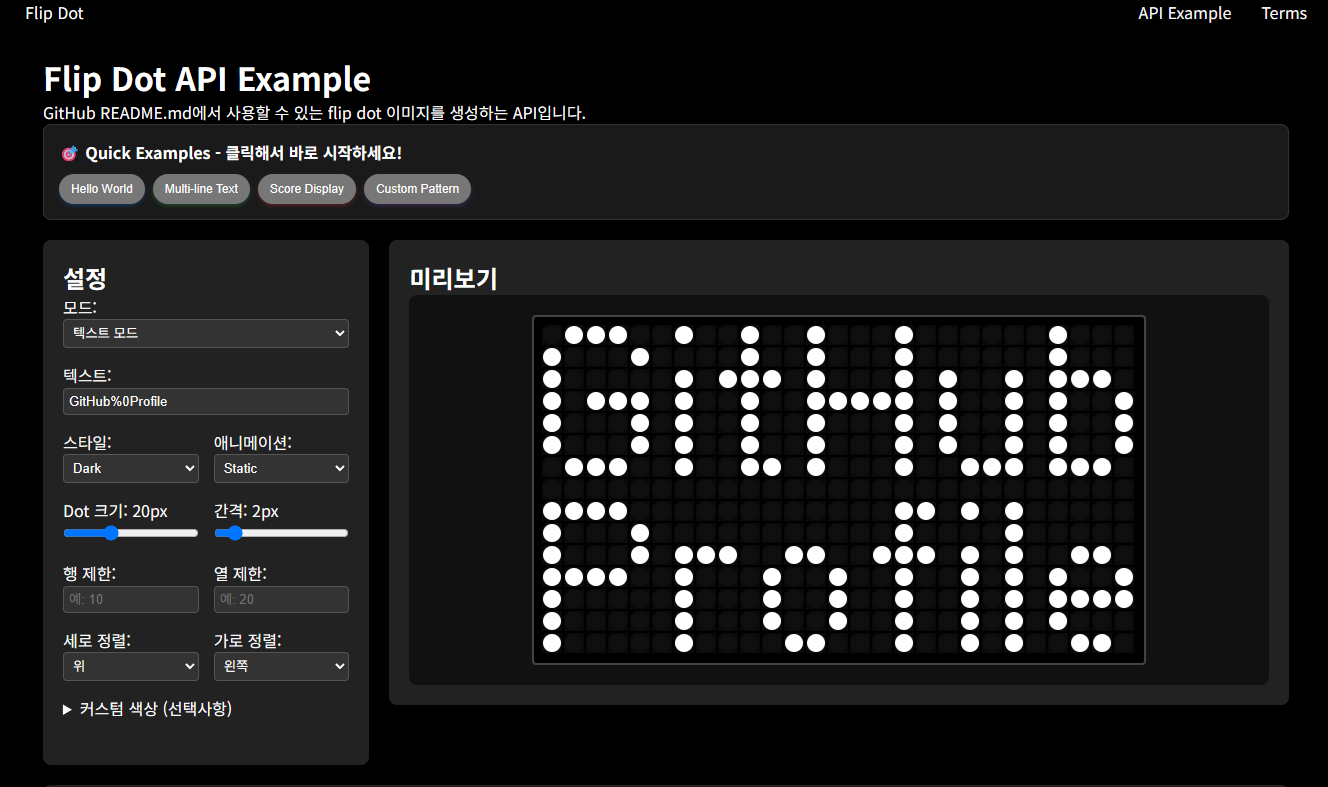 Flip Dot API Example Terms
Flip Dot API Example
GitHub README.md에서 사용할 수 있는 flip dot 이미지를 생성하는 API입니다.
🎯 Quick Examples - 클릭해서 바로 시작하세요!
Hello World Multi-line Text Score Display Custom Pattern
설정
모드:
텍스트 모드
텍스트:
GitHub%0Profile
스타일: 애니메이션:
Dark Static
Dot 크기: 20px 간격: 2px
행 제한: 열 제한:
예: 10 예: 20
세로 정렬: 가로 정렬:
위 왼쪽
▶ 커스텀 색상 (선택사항)
미리보기
GitHub
Profile